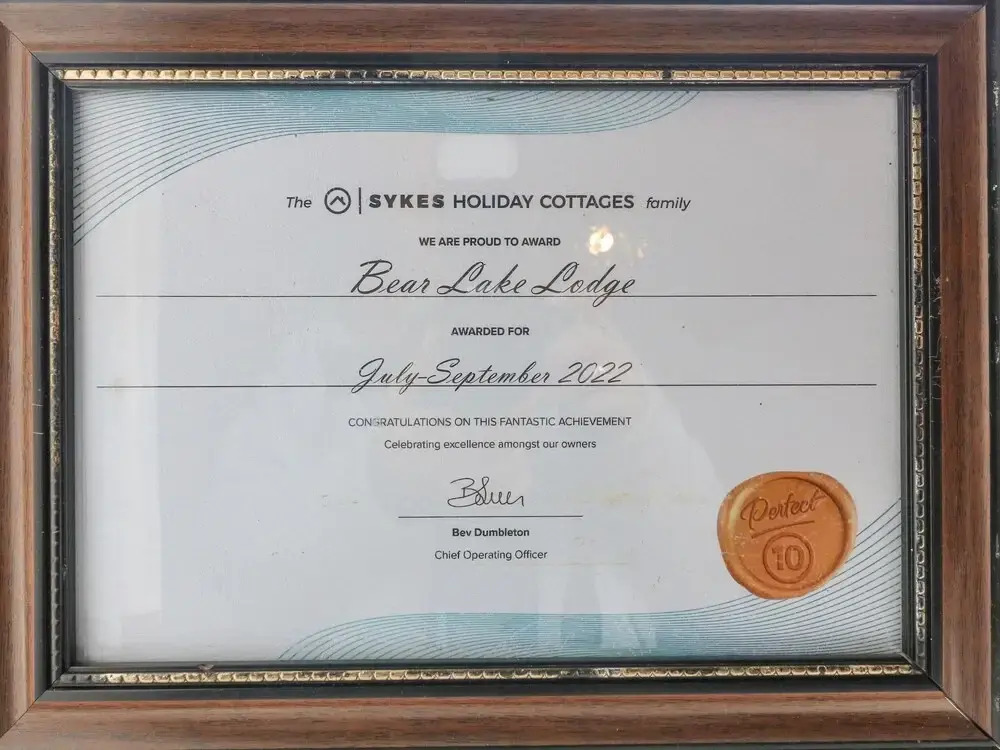 The SYKES HOLIDAY COTTAGES family
WE ARE PROUD TO AWARD
Bear Lake Lodge
AWARDED FOR
July-September 2022
CONGRATULATIONS ON THIS FANTASTIC ACHIEVEMENT
Celebrating excellence amongst our owners
Bev Dumbleton
Chief Operating Officer
Perfect
10